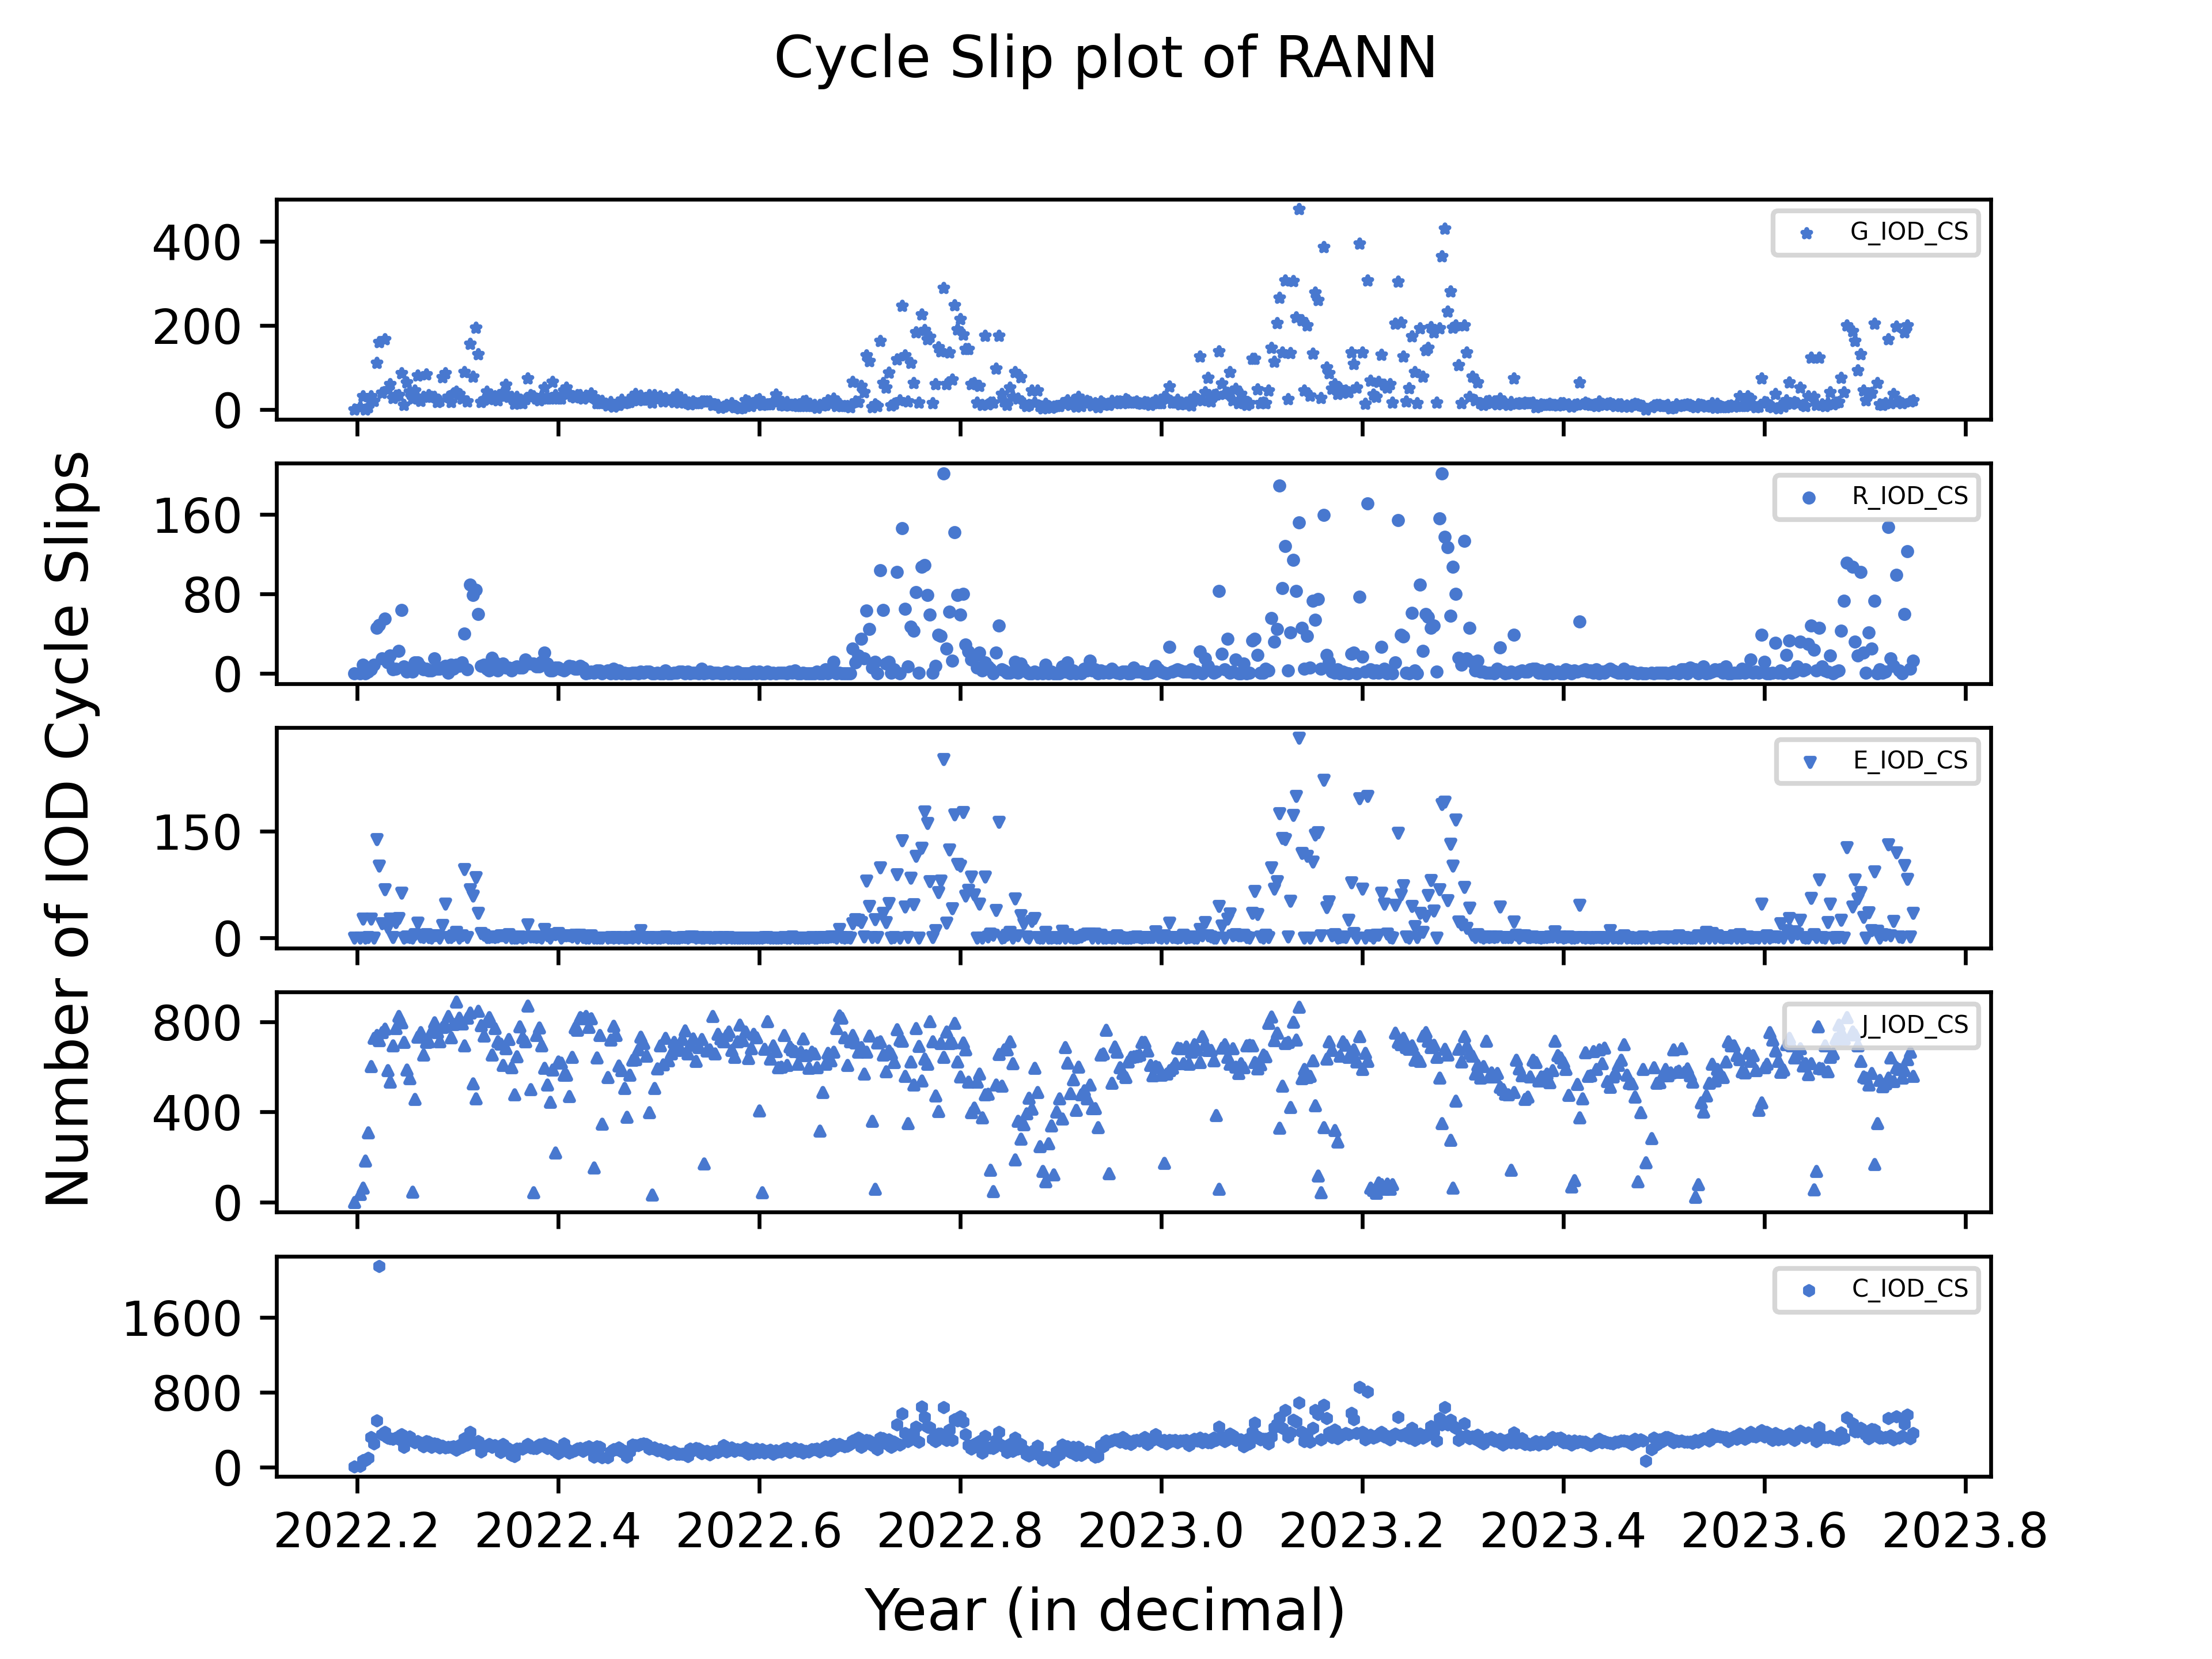 Cycle Slip plot of RANN
Number of IOD Cycle Slips
400
200
0
G_IOD_CS
160
80
0
R_IOD_CS
150
0
E_IOD_CS
800
400
0
J_IOD_CS
1600
800
0
C_IOD_CS
2022.2 2022.4 2022.6 2022.8 2023.0 2023.2 2023.4 2023.6 2023.8
Year (in decimal)